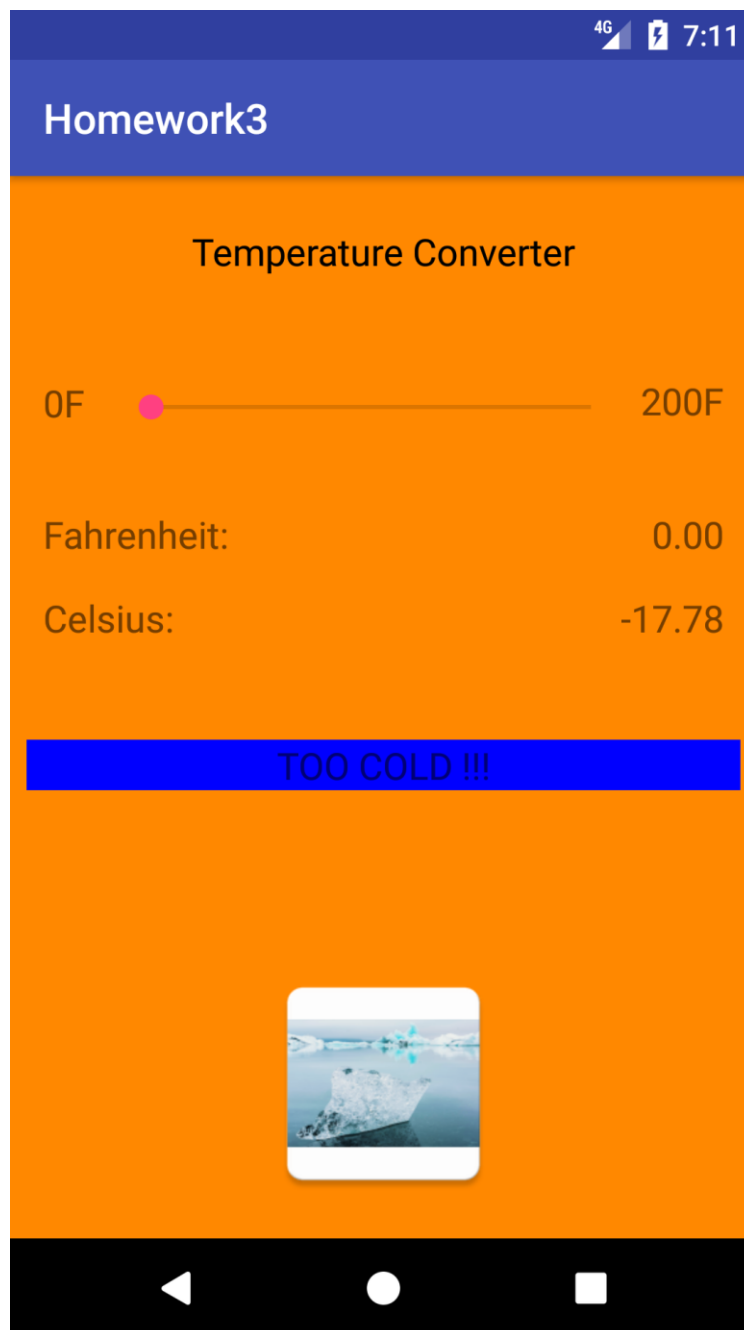 4G 7:11
Homework3
Temperature Converter
0F 200F
Fahrenheit: 0.00
Celsius: -17.78
TOO COLD !!!